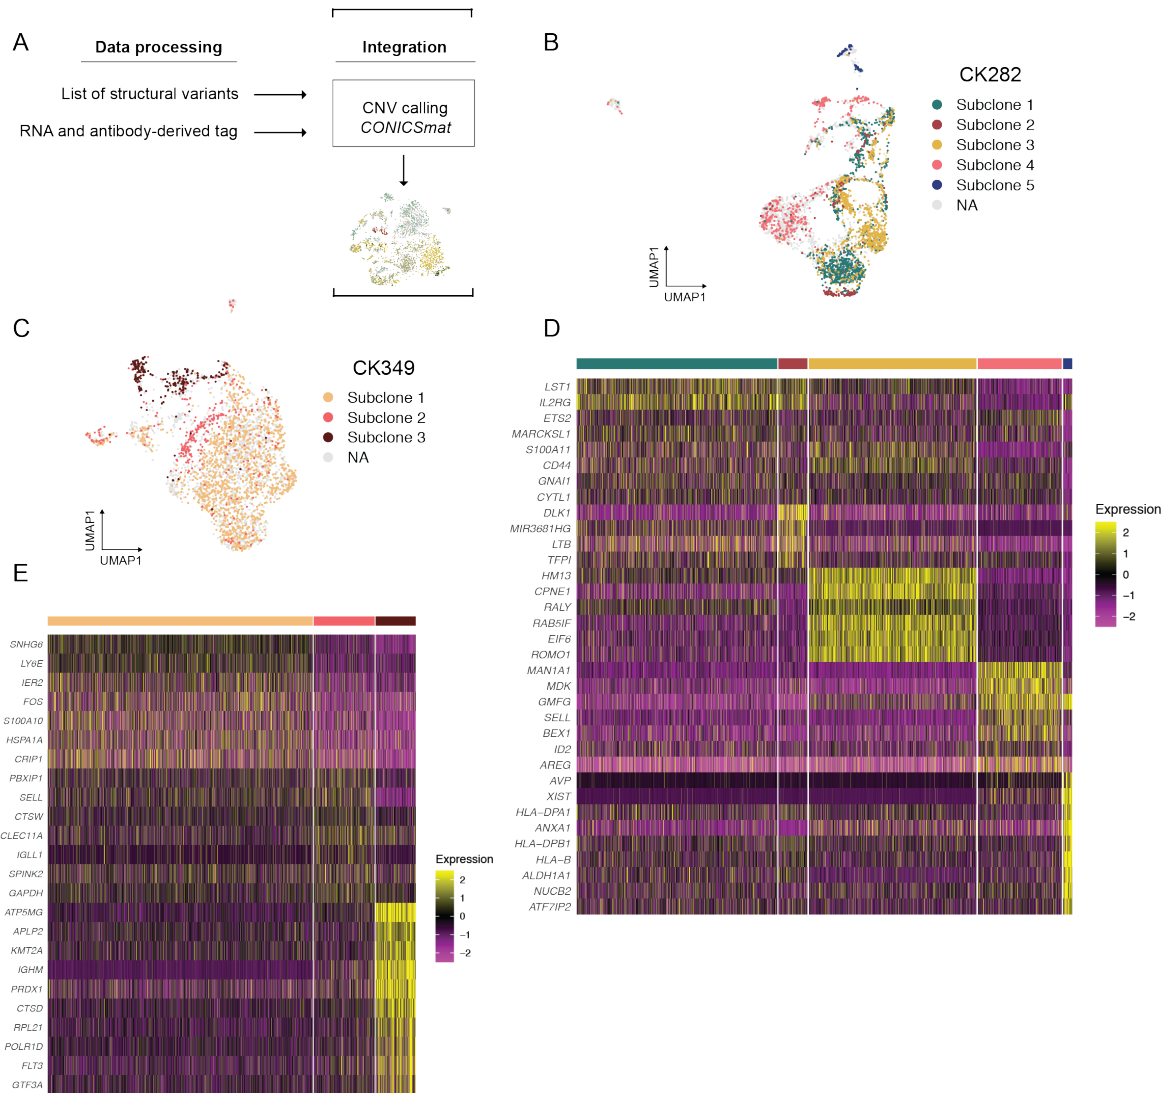 A
Data processing
Integration
List of structural variants
RNA and antibody-derived tag
CNV calling
CONICSmat
B
CK282
Subclone 1
Subclone 2
Subclone 3
Subclone 4
Subclone 5
NA
UMAP1
UMAP1
C
CK349
Subclone 1
Subclone 2
Subclone 3
NA
UMAP1
UMAP1
D
LST1
IL2RG
ETS2
MARCKSL1
S100A11
CD44
GNAI1
CYTL1
DLK1
MIR3681HG
LTB
TFPI
HM13
CPNE1
RALY
RAB5IF
EIF6
ROMO1
MAN1A1
MDK
GMFG
SELL
BEX1
ID2
AREG
AVP
XIST
HLA−DPA1
ANXA1
HLA−DPB1
HLA−B
ALDH1A1
NUCB2
ATF7IP2
Expression
2
1
0
−1
−2
E
SNHG6
LY6E
IER2
FOS
S100A10
HSPA1A
CRIP1
PBXIP1
SELL
CTSW
CLEC11A
IGLL1
SPINK2
GAPDH
ATP5MG
APLP2
KMT2A
IGHM
PRDX1
CTSD
RPL21
POLR1D
FLT3
GTF3A
Expression
2
1
0
−1
−2